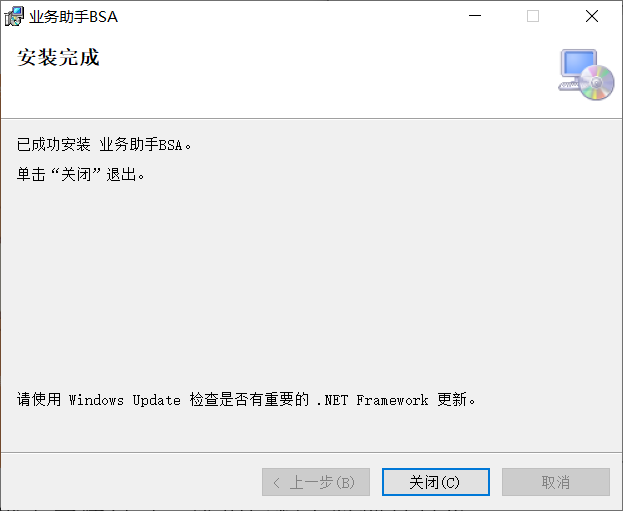 业务助手BSA
安装完成
已成功安装 业务助手BSA。
单击“关闭”退出。
请使用 Windows Update 检查是否有重要的 .NET Framework 更新。
< 上一步(B) 关闭(C) 取消